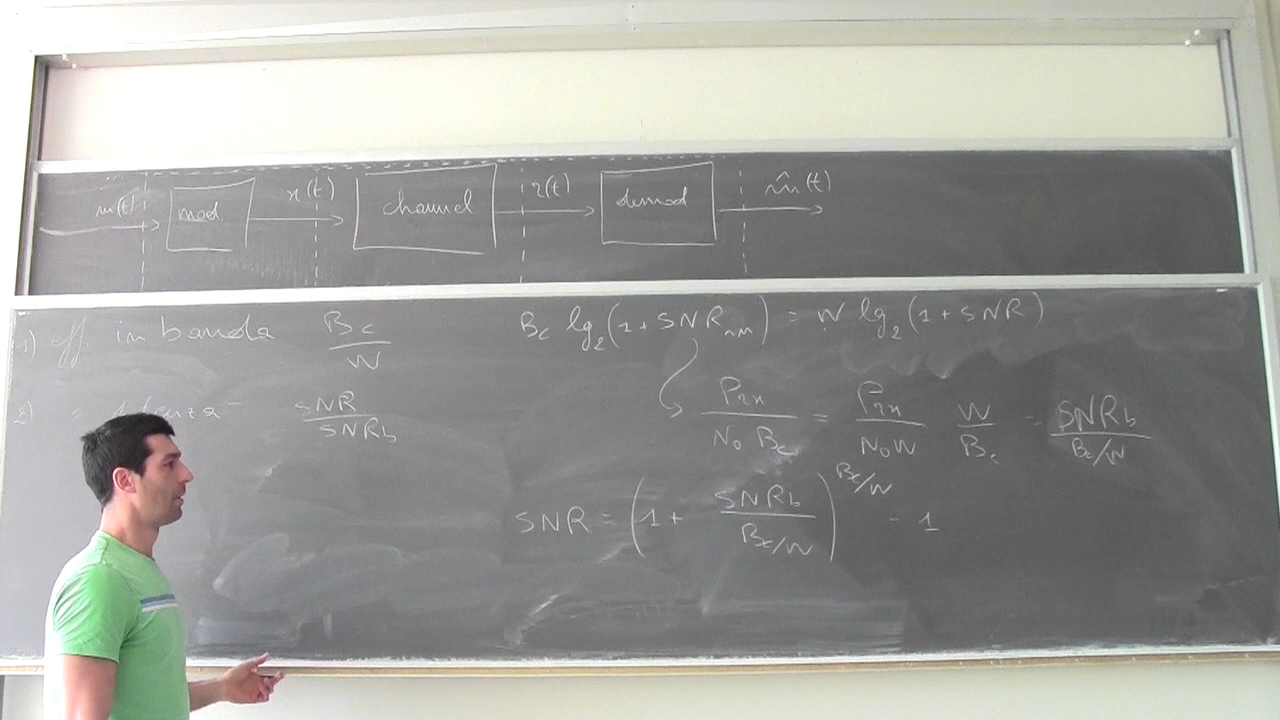 m(t) mod. x(t) channel r(t) demod m̂(t)
1) eff. in banda B_c/W
2) = SNR/SNR_b
B_c lg_2(1 + SNR_nn) = W lg_2(1 + SNR)
P_rx/(N_0 B_c) = P_rx/(N_0 W) W/B_c = SNR_b/(B_c/W)
SNR = (1 + SNR_b/(B_c/W))^(B_c/W) - 1